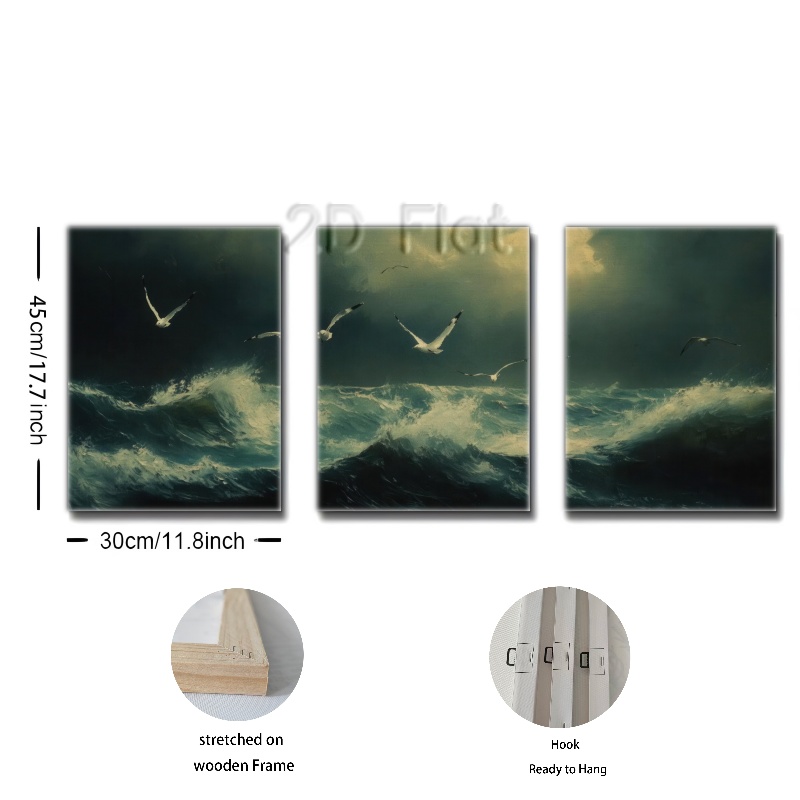 2D Flat
45cm/17.7inch
30cm/11.8inch
stretched on
wooden Frame
Hook
Ready to Hang